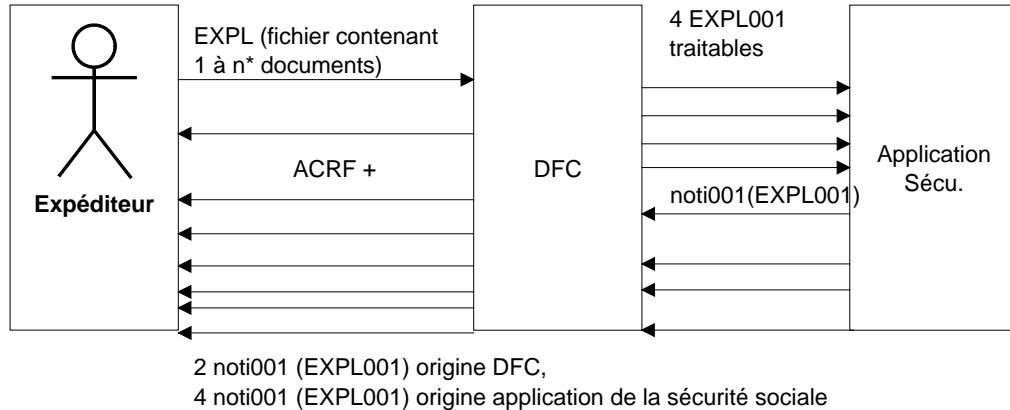 EXPL (fichier contenant
1 à n* documents)
4 EXPL001
traitables
ACRF +
DFC
Application
Sécu.
Expéditeur
noti001(EXPL001)
2 noti001 (EXPL001) origine DFC,
4 noti001 (EXPL001) origine application de la sécurité sociale